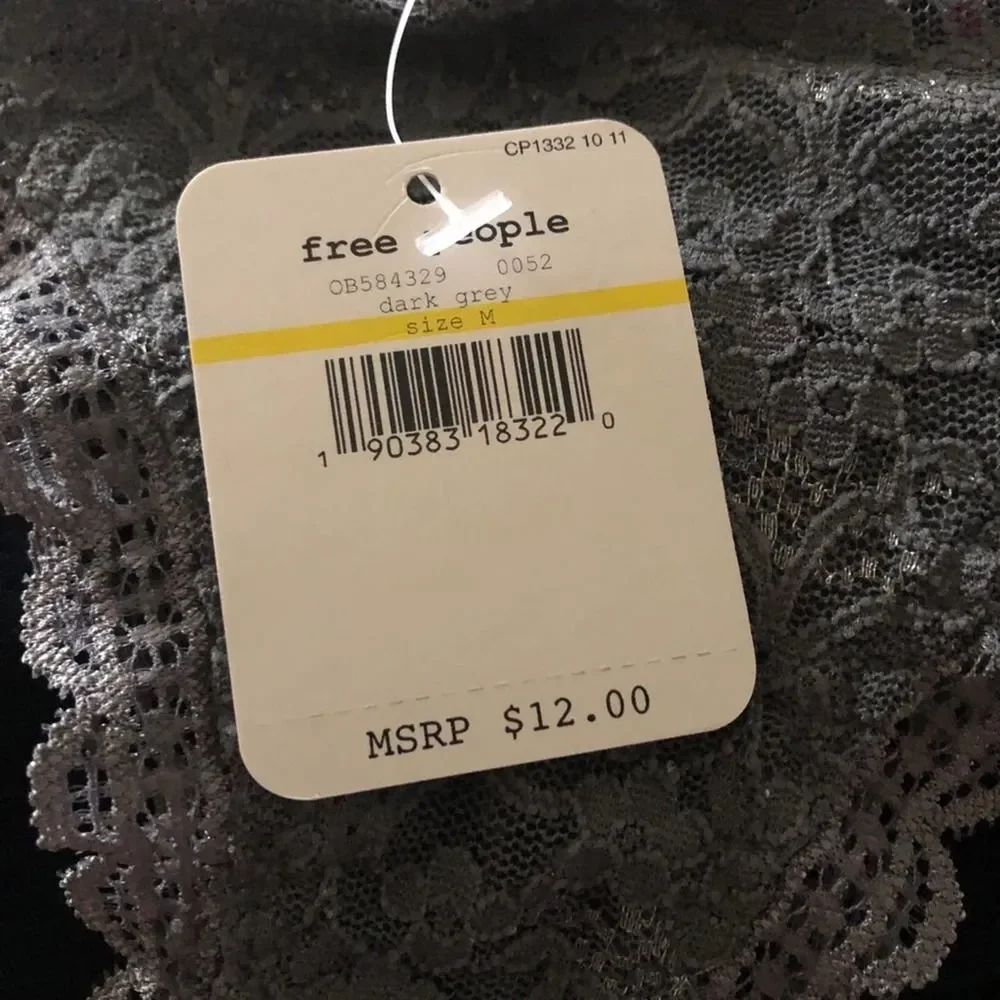 CP1332 10 11
free people
OB584329 0052
dark grey
size M
1 90383 18322 0
MSRP $12.00